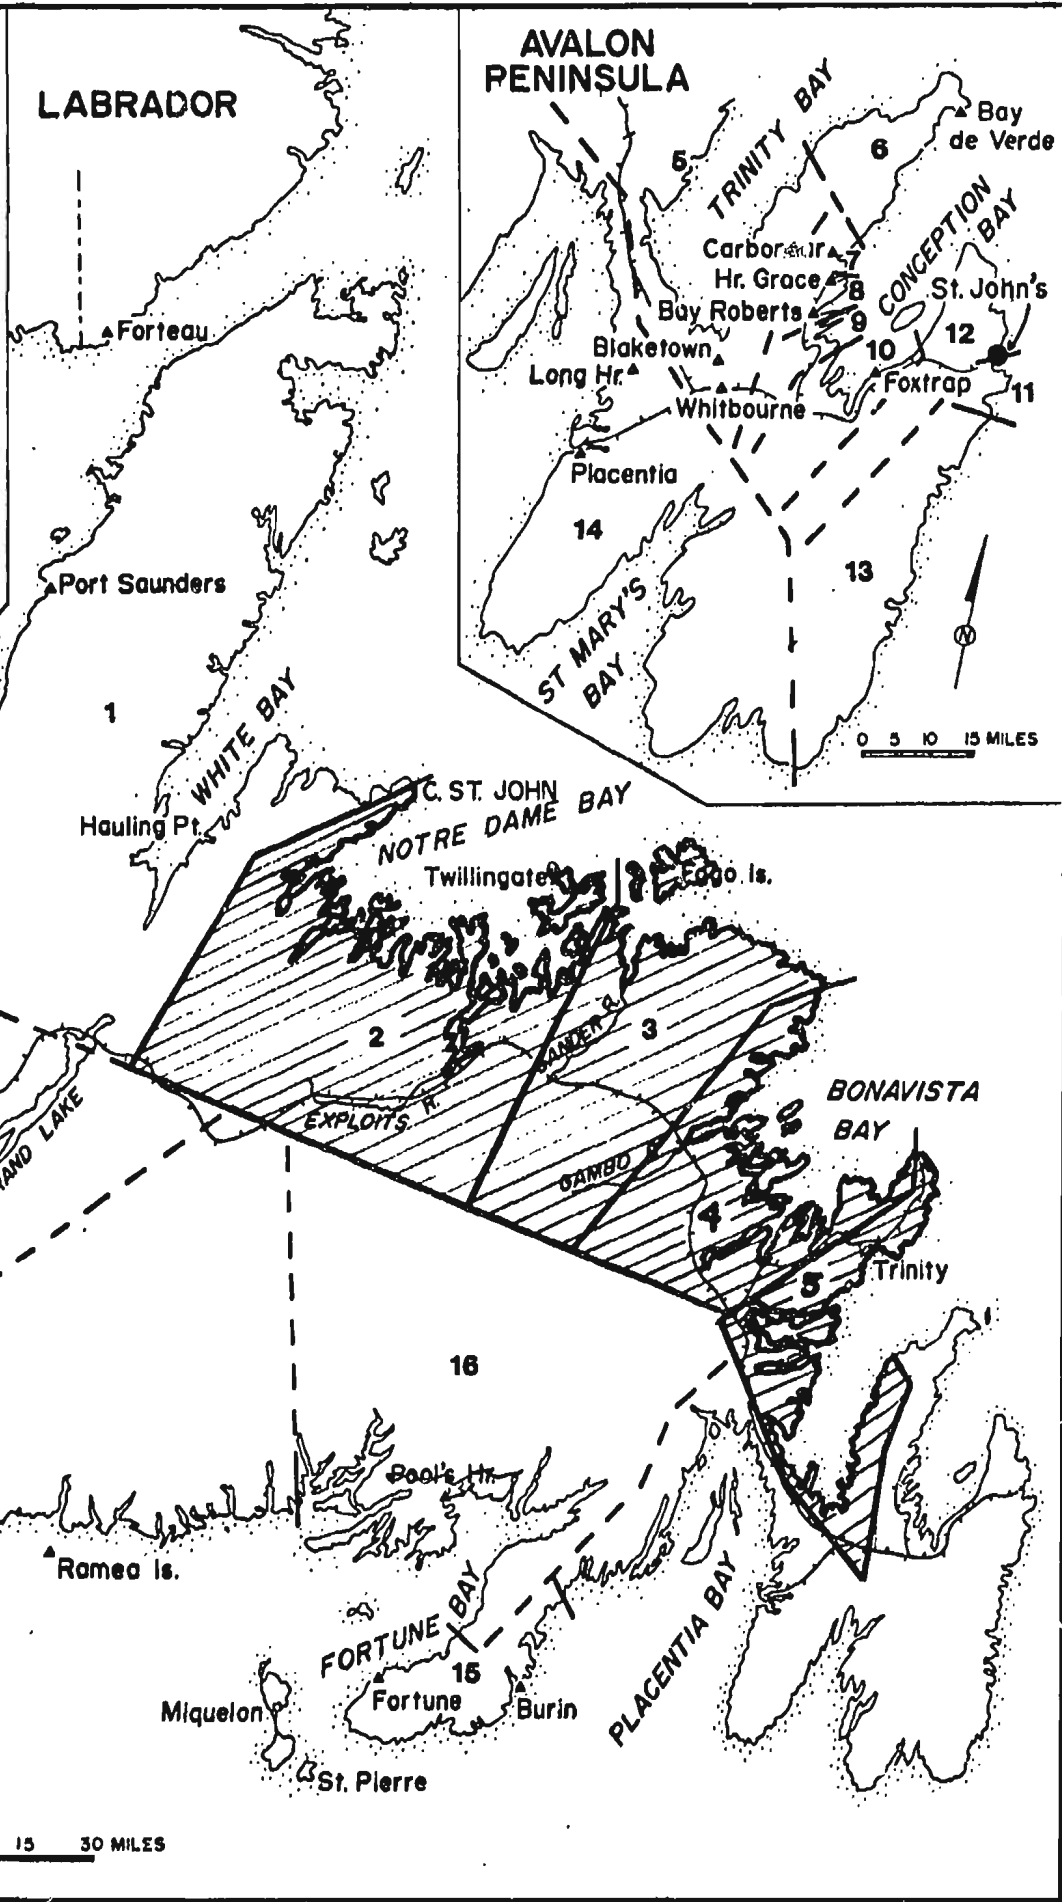 LABRADOR
Forteau
Port Saunders
1
WHITE BAY
Hauling Pt.
AVALON
PENINSULA
5
TRINITY BAY
6
Bay
de Verde
CONCEPTION
BAY
7
Hr. Grace
8
St. John's
Bay Roberts
9
12
Blaketown
10
Long Hr.
Foxtrap
11
Whitbourne
Placentia
14
13
ST MARY'S
BAY
N
0 5 10 15 MILES
C. ST. JOHN
NOTRE DAME BAY
Twillingate
Fogo Is.
2
3
GANDER R.
EXPLOITS R.
GAMBO
BONAVISTA
BAY
4
5
Trinity
LAKE
16
Pool's Hr.
Ramea Is.
FORTUNE BAY
15
Fortune
Burin
PLACENTIA BAY
Miquelon
St. Pierre
15 30 MILES